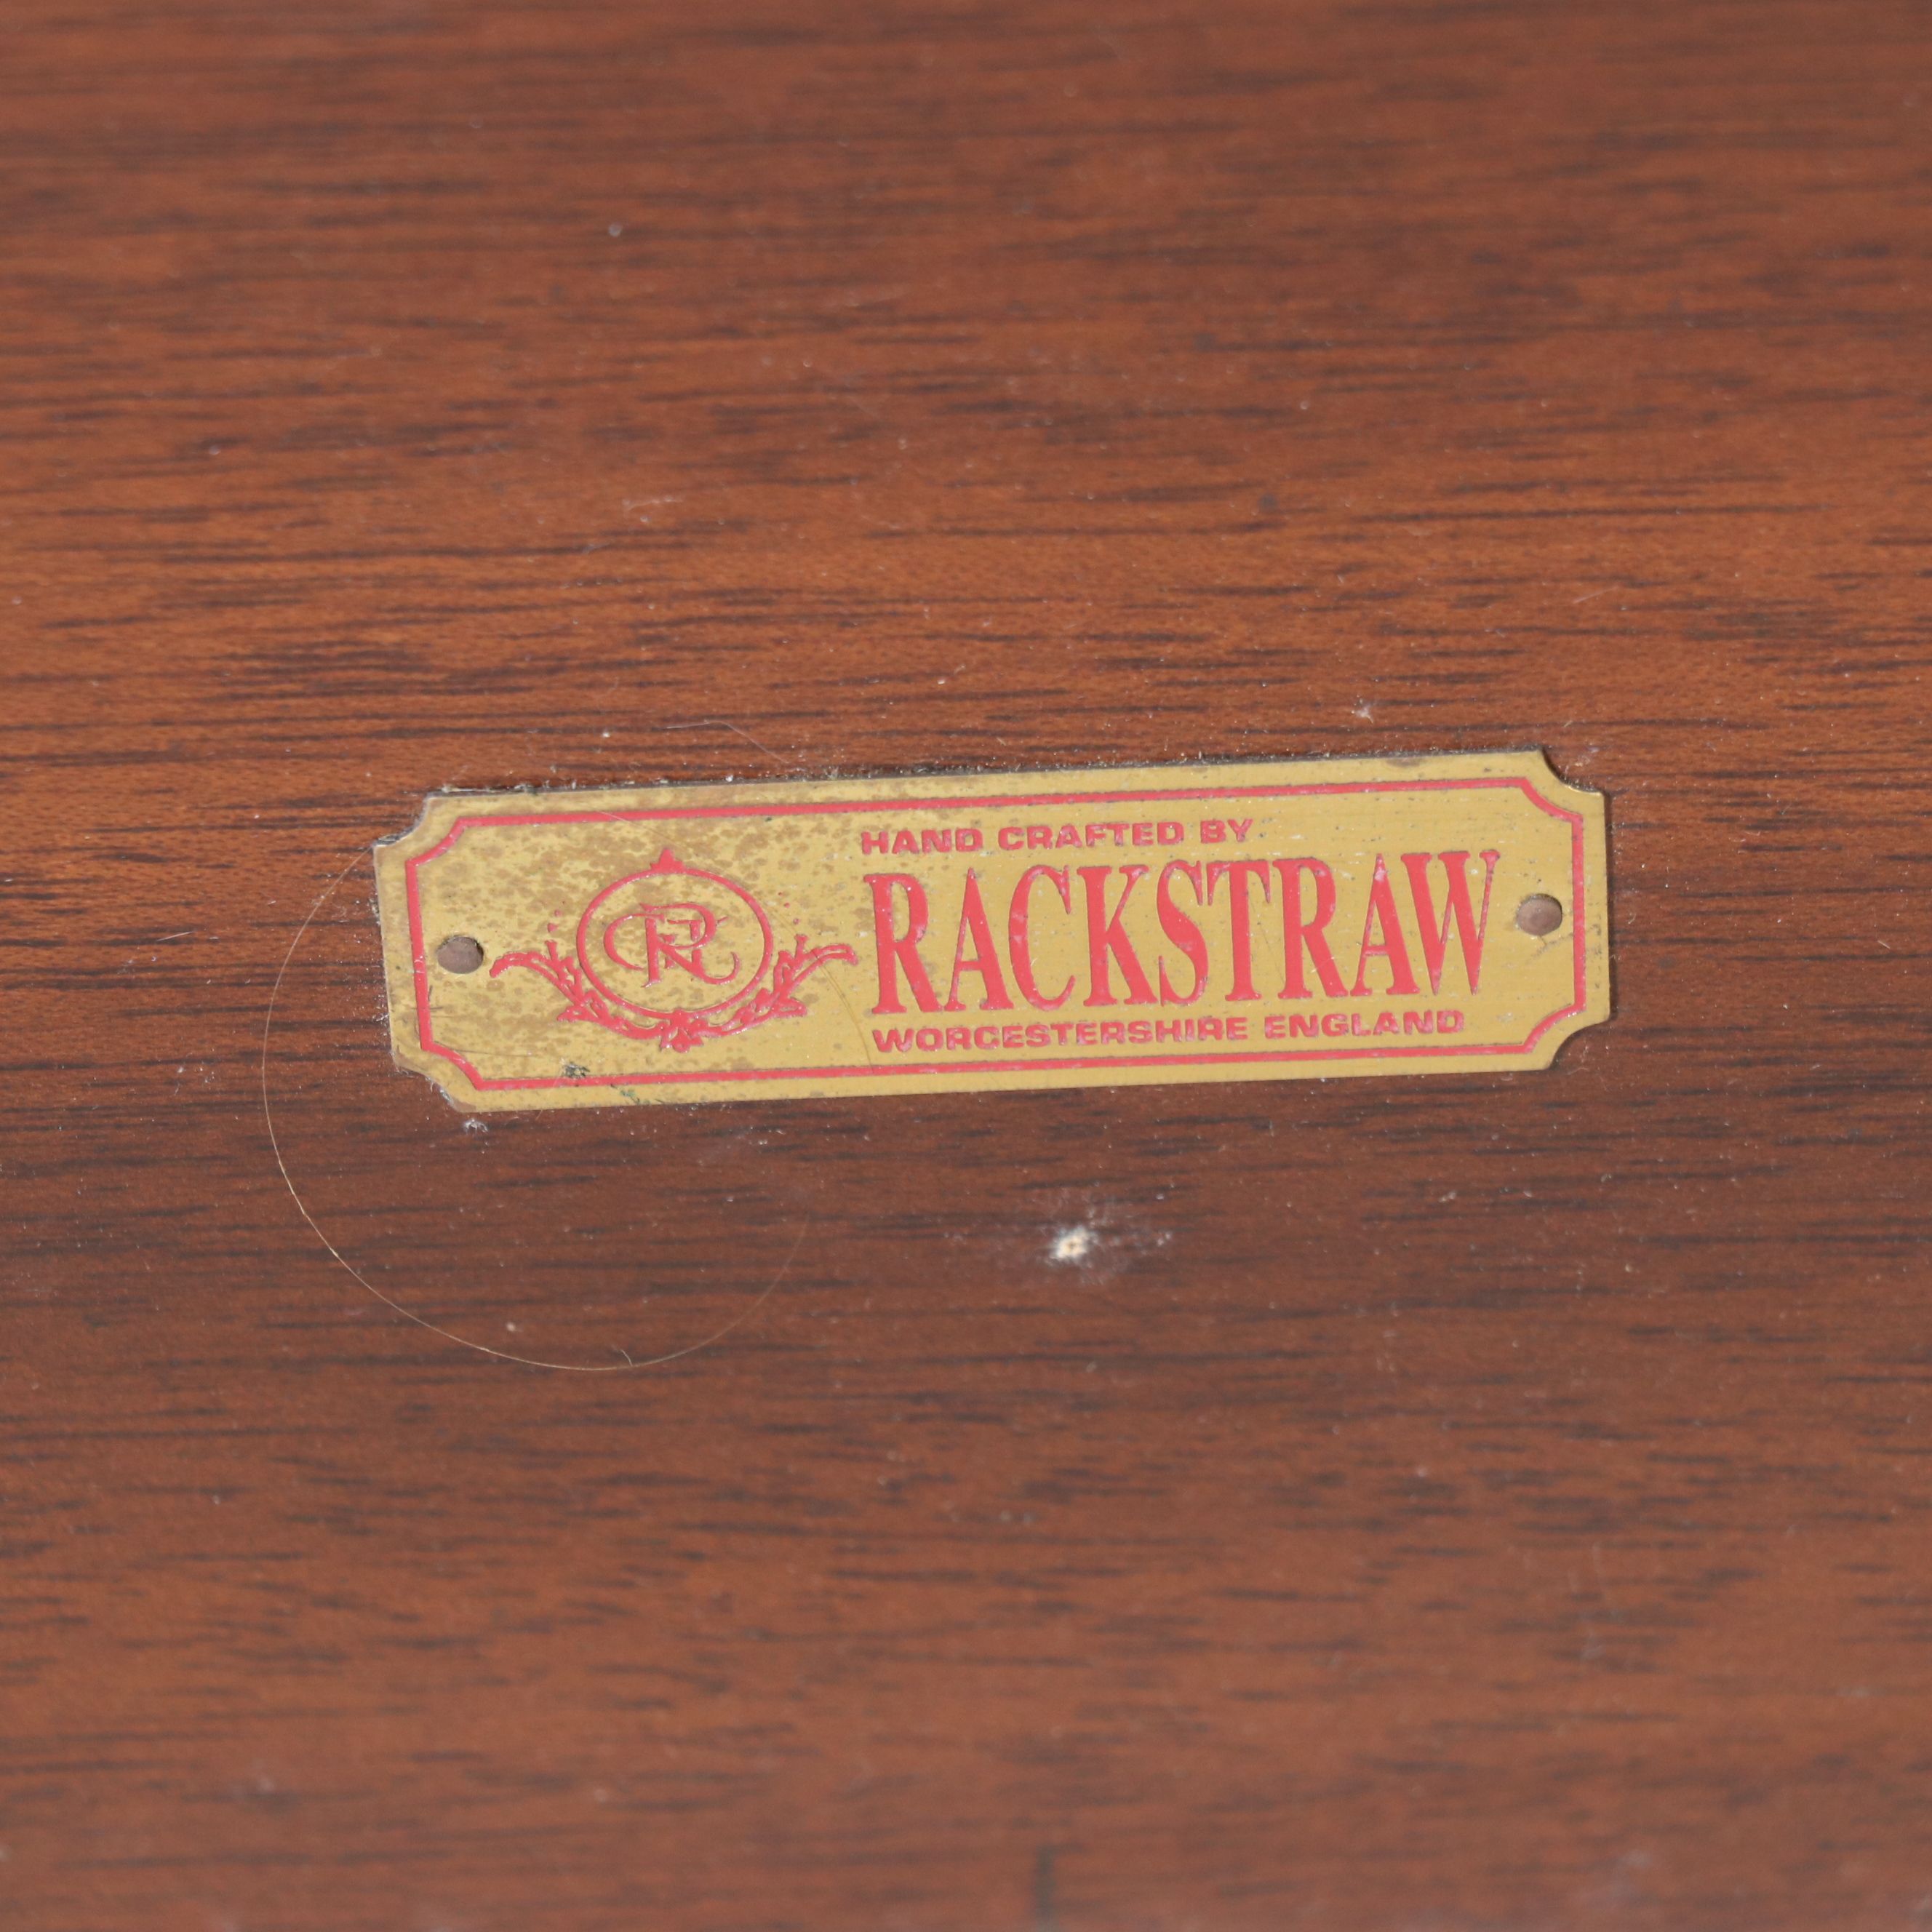 HAND CRAFTED BY
RACKSTRAW
WORCESTERSHIRE ENGLAND